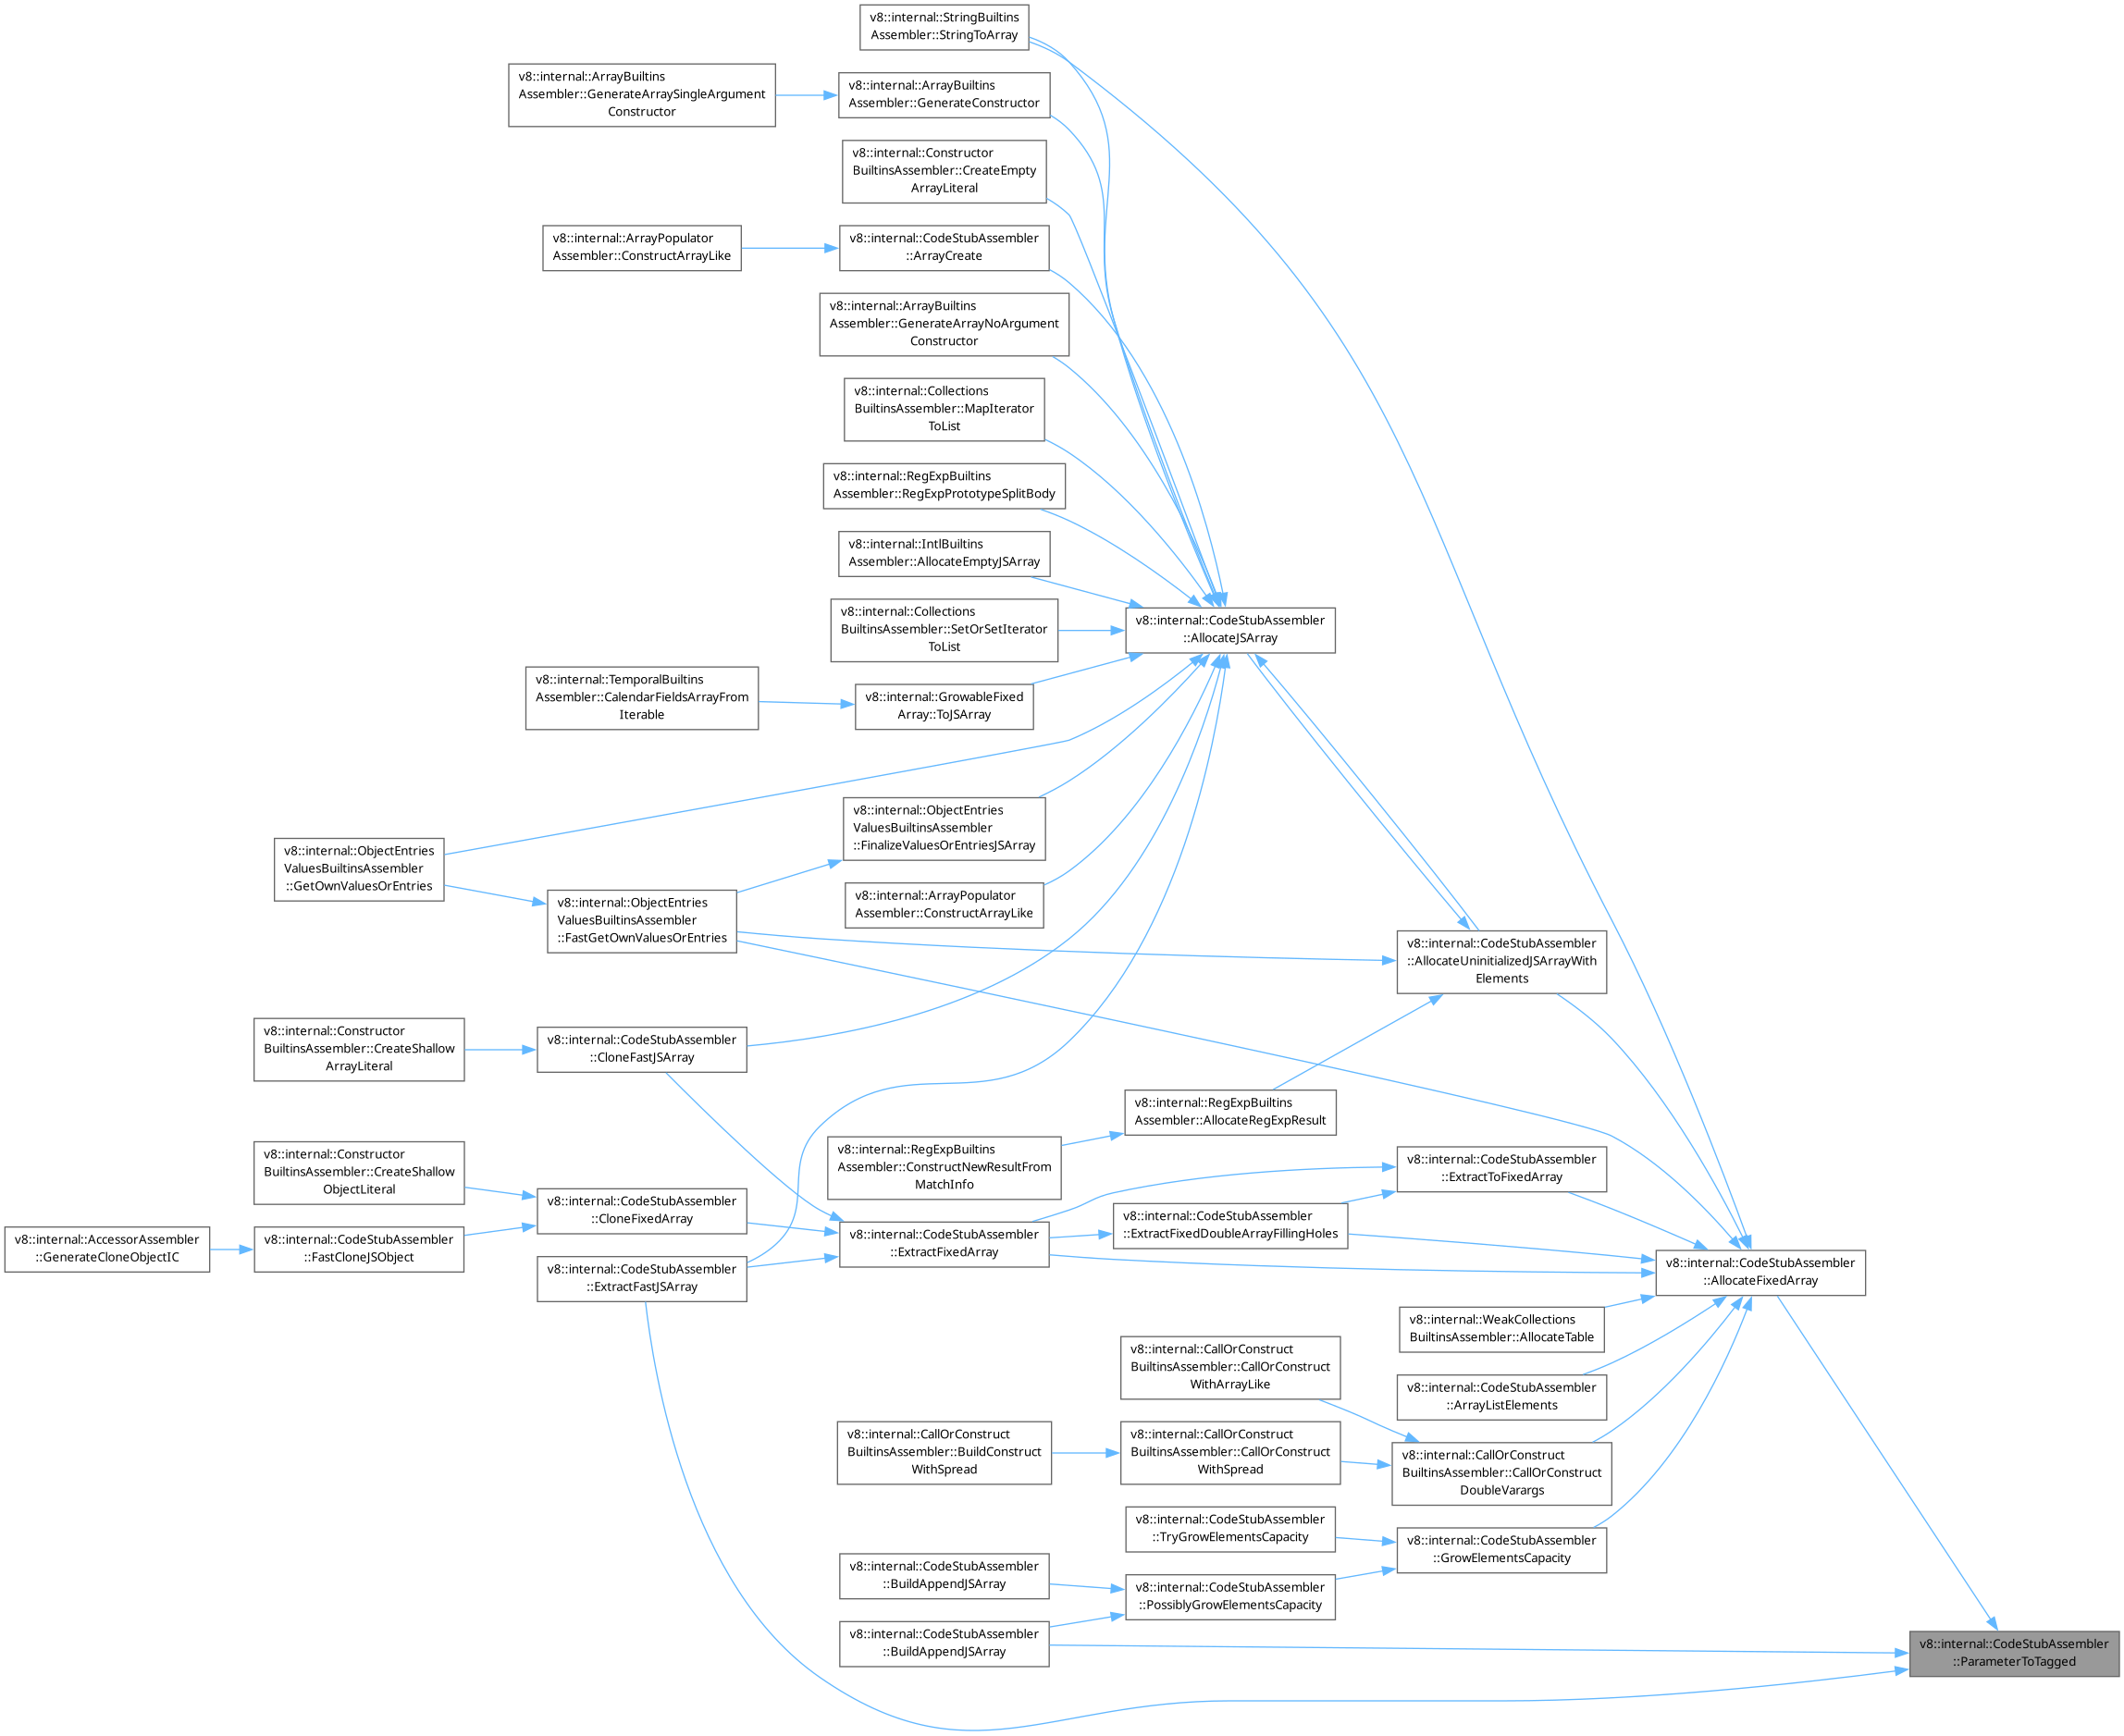 v8::internal::StringBuiltins
Assembler::StringToArray
v8::internal::ArrayBuiltins
Assembler::GenerateArraySingleArgument
Constructor
v8::internal::ArrayBuiltins
Assembler::GenerateConstructor
v8::internal::Constructor
BuiltinsAssembler::CreateEmpty
ArrayLiteral
v8::internal::ArrayPopulator
Assembler::ConstructArrayLike
v8::internal::CodeStubAssembler
::ArrayCreate
v8::internal::ArrayBuiltins
Assembler::GenerateArrayNoArgument
Constructor
v8::internal::Collections
BuiltinsAssembler::MapIterator
ToList
v8::internal::RegExpBuiltins
Assembler::RegExpPrototypeSplitBody
v8::internal::IntlBuiltins
Assembler::AllocateEmptyJSArray
v8::internal::Collections
BuiltinsAssembler::SetOrSetIterator
ToList
v8::internal::CodeStubAssembler
::AllocateJSArray
v8::internal::TemporalBuiltins
Assembler::CalendarFieldsArrayFrom
Iterable
v8::internal::GrowableFixed
Array::ToJSArray
v8::internal::ObjectEntries
ValuesBuiltinsAssembler
::FinalizeValuesOrEntriesJSArray
v8::internal::ObjectEntries
ValuesBuiltinsAssembler
::GetOwnValuesOrEntries
v8::internal::ObjectEntries
ValuesBuiltinsAssembler
::FastGetOwnValuesOrEntries
v8::internal::ArrayPopulator
Assembler::ConstructArrayLike
v8::internal::CodeStubAssembler
::AllocateUninitializedJSArrayWith
Elements
v8::internal::Constructor
BuiltinsAssembler::CreateShallow
ArrayLiteral
v8::internal::CodeStubAssembler
::CloneFastJSArray
v8::internal::RegExpBuiltins
Assembler::AllocateRegExpResult
v8::internal::RegExpBuiltins
Assembler::ConstructNewResultFrom
MatchInfo
v8::internal::CodeStubAssembler
::ExtractToFixedArray
v8::internal::Constructor
BuiltinsAssembler::CreateShallow
ObjectLiteral
v8::internal::CodeStubAssembler
::CloneFixedArray
v8::internal::CodeStubAssembler
::ExtractFixedDoubleArrayFillingHoles
v8::internal::AccessorAssembler
::GenerateCloneObjectIC
v8::internal::CodeStubAssembler
::FastCloneJSObject
v8::internal::CodeStubAssembler
::ExtractFixedArray
v8::internal::CodeStubAssembler
::ExtractFastJSArray
v8::internal::CodeStubAssembler
::AllocateFixedArray
v8::internal::WeakCollections
BuiltinsAssembler::AllocateTable
v8::internal::CallOrConstruct
BuiltinsAssembler::CallOrConstruct
WithArrayLike
v8::internal::CodeStubAssembler
::ArrayListElements
v8::internal::CallOrConstruct
BuiltinsAssembler::BuildConstruct
WithSpread
v8::internal::CallOrConstruct
BuiltinsAssembler::CallOrConstruct
WithSpread
v8::internal::CallOrConstruct
BuiltinsAssembler::CallOrConstruct
DoubleVarargs
v8::internal::CodeStubAssembler
::TryGrowElementsCapacity
v8::internal::CodeStubAssembler
::GrowElementsCapacity
v8::internal::CodeStubAssembler
::BuildAppendJSArray
v8::internal::CodeStubAssembler
::PossiblyGrowElementsCapacity
v8::internal::CodeStubAssembler
::BuildAppendJSArray
v8::internal::CodeStubAssembler
::ParameterToTagged